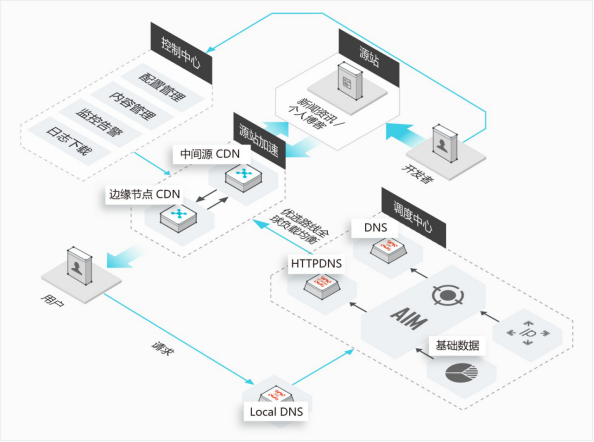 控制中心
配置管理
内容管理
监控告警
日志下载
源站
新闻资讯 /
个人博客
开发者
源站加速
中间源 CDN
边缘节点 CDN
优选路线全
球负载均衡
调度中心
DNS
HTTPDNS
AIM
ip
基础数据
用户
请求
Local DNS